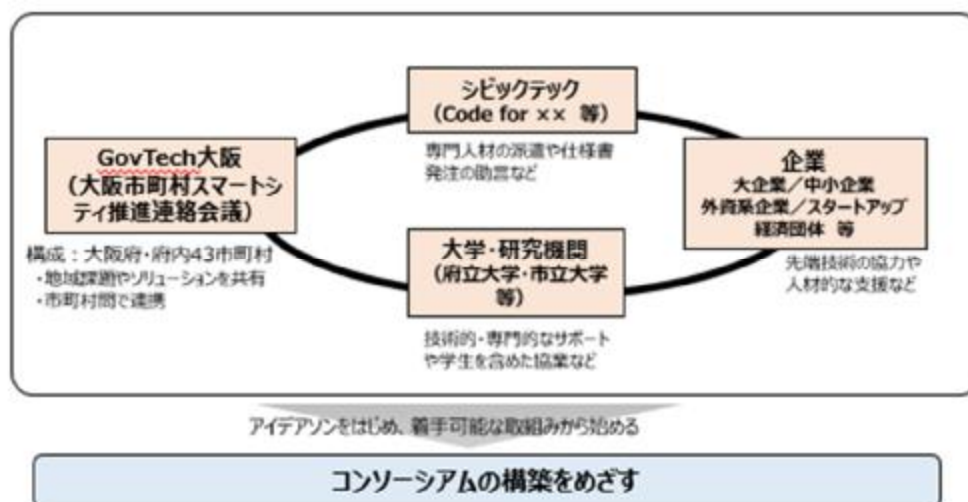 シビックテック
（Code for ×× 等）
専門人材の派遣や仕様書
発注の助言など
GovTech大阪
（大阪市町村スマートシ
ティ推進連絡会議）
構成：大阪府・府内43市町村
・地域課題やソリューションを共有
・市町村間で連携
大学・研究機関
（府立大学・市立大学
等）
技術的・専門的なサポート
や学生を含めた協業など
企業
大企業／中小企業
外資系企業／スタートアップ
経済団体 等
先端技術の協力や
人材的な支援など
アイデアソンをはじめ、着手可能な取組みから始める
コンソーシアムの構築をめざす